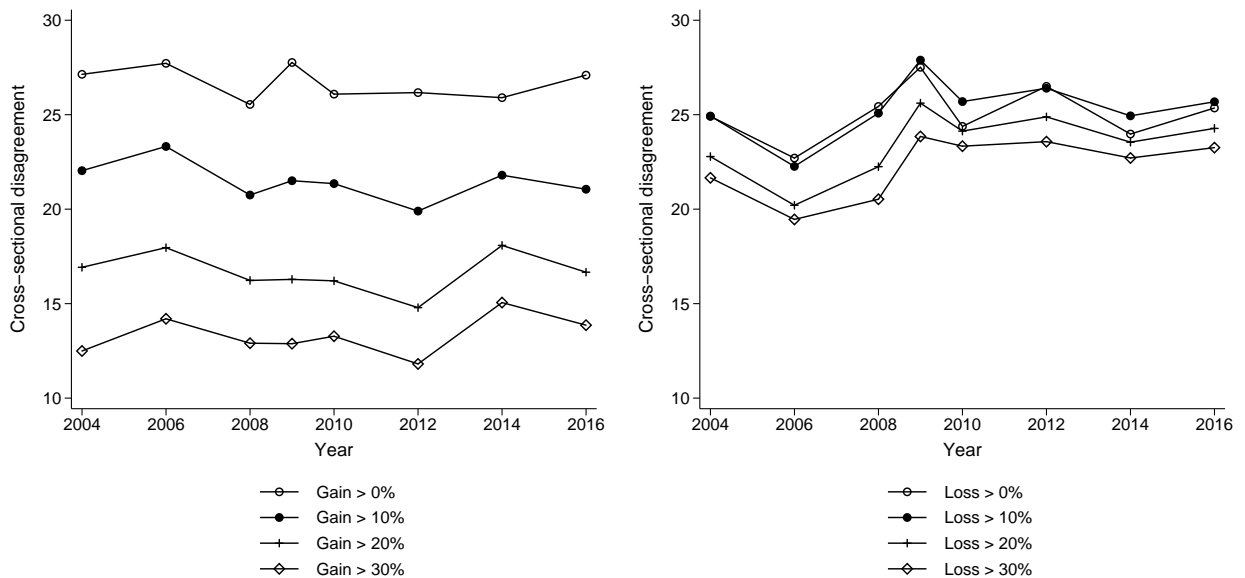 Cross−sectional disagreement
30
25
20
15
10
2004 2006 2008 2010 2012 2014 2016
Year
Gain > 0%
Gain > 10%
Gain > 20%
Gain > 30%
Cross−sectional disagreement
30
25
20
15
10
2004 2006 2008 2010 2012 2014 2016
Year
Loss > 0%
Loss > 10%
Loss > 20%
Loss > 30%